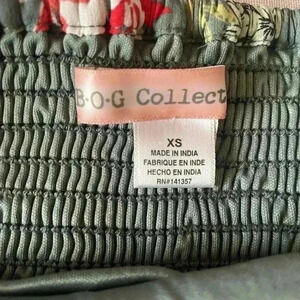 B·O·G Collect
XS
MADE IN INDIA
FABRIQUE EN INDE
HECHO EN INDIA
RN#141357